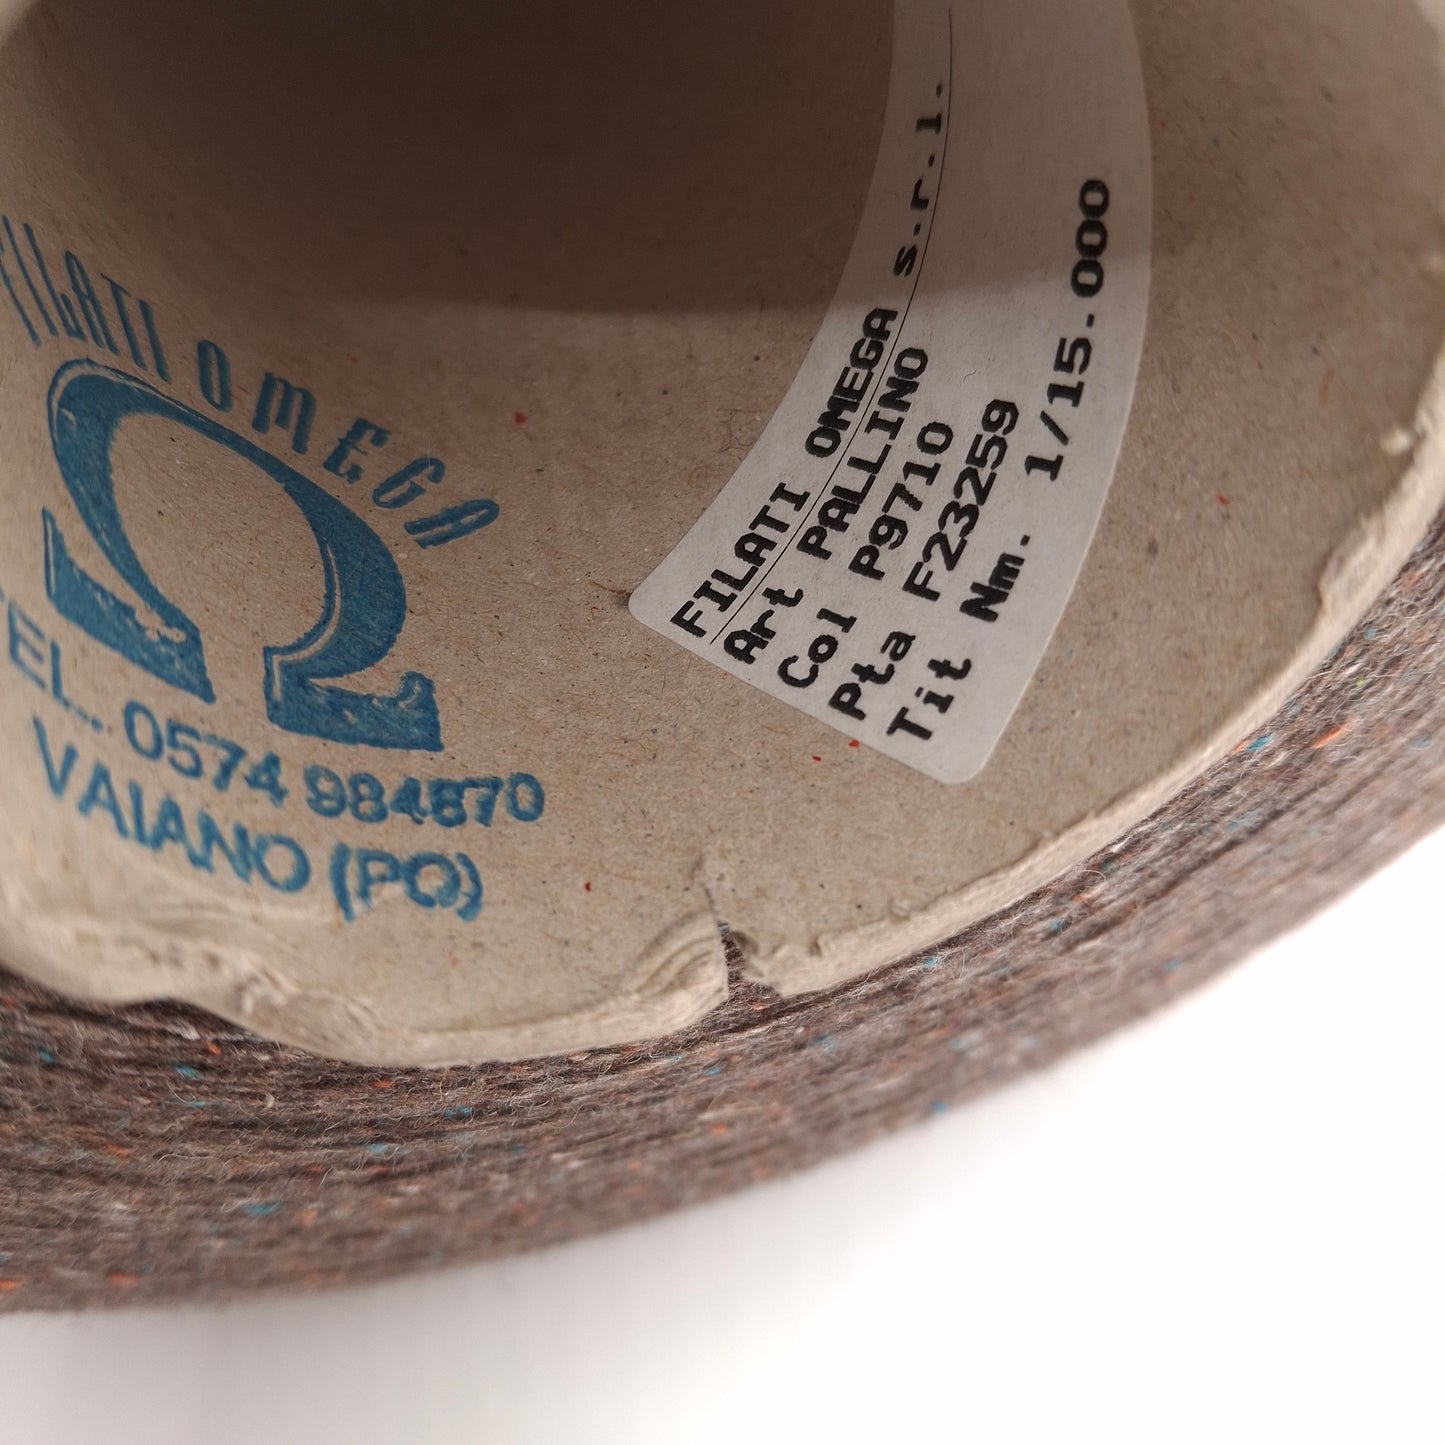 FILATI OMEGA
TEL.. 0574 984870
VAIANO (PO)
FILATI OMEGA s.r.l.
Art PALLINO
Col P9710
Pta F23259
Tit Nm. 1/15.000